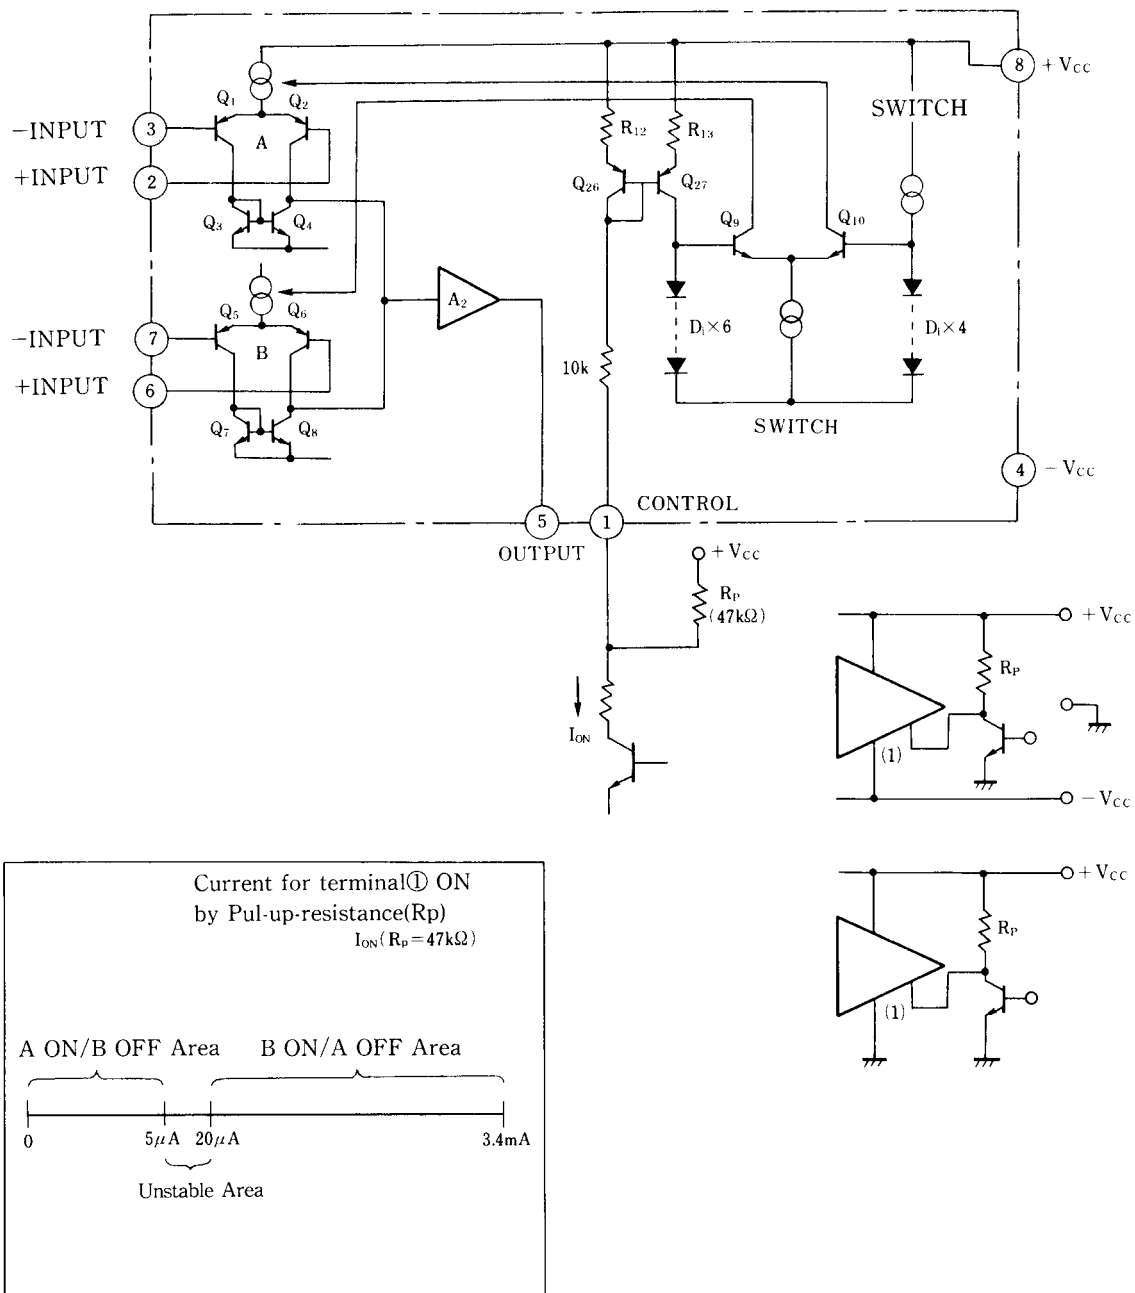 8 +VCC
SWITCH
Q1 Q2
-INPUT 3
A
R12 R13
+INPUT 2
Q26 Q27
Q3 Q4
Q9 Q10
Q5 Q6
A2
-INPUT 7
B
Di×6 Di×4
+INPUT 6
10k
Q7 Q8
SWITCH
4 -VCC
CONTROL
5 1
OUTPUT
+VCC
RP
(47kΩ)
ION
+VCC
RP
(1)
-VCC
+VCC
RP
(1)
Current for terminal① ON
by Pul-up-resistance(Rp)
ION(Rp=47kΩ)
A ON/B OFF Area B ON/A OFF Area
0 5μA 20μA 3.4mA
Unstable Area